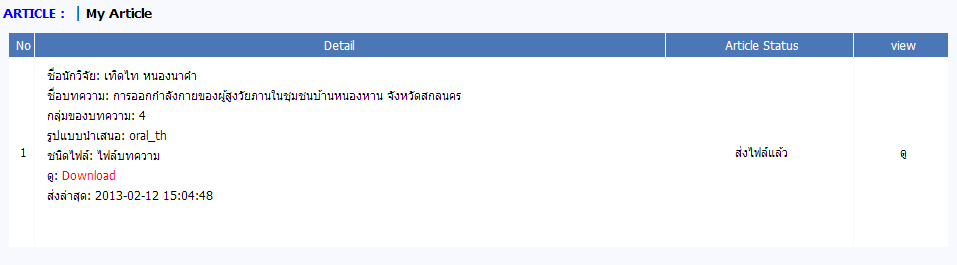 ARTICLE : | My Article
No Detail Article Status view
ชื่อนักวิจัย: เทิดไท หนองนาคำ
ชื่อบทความ: การออกกำลังกายของผู้สูงวัยภานในชุมชนบ้านหนองหาน จังหวัดสกลนคร
กลุ่มของบทความ: 4
รูปแบบนำเสนอ: oral_th
ชนิดไฟล์: ไฟล์บทความ
1 ส่งไฟล์แล้ว ดู
ดู: Download
ส่งล่าสุด: 2013-02-12 15:04:48